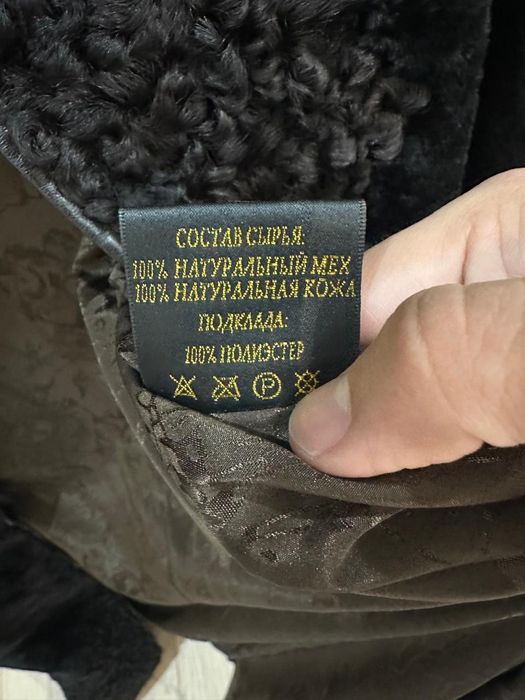 СОСТАВ СЫРЬЯ:
100% НАТУРАЛЬНЫЙ МЕХ
100% НАТУРАЛЬНАЯ КОЖА
ПОДКЛАДА:
100% ПОЛИЭСТЕР
P